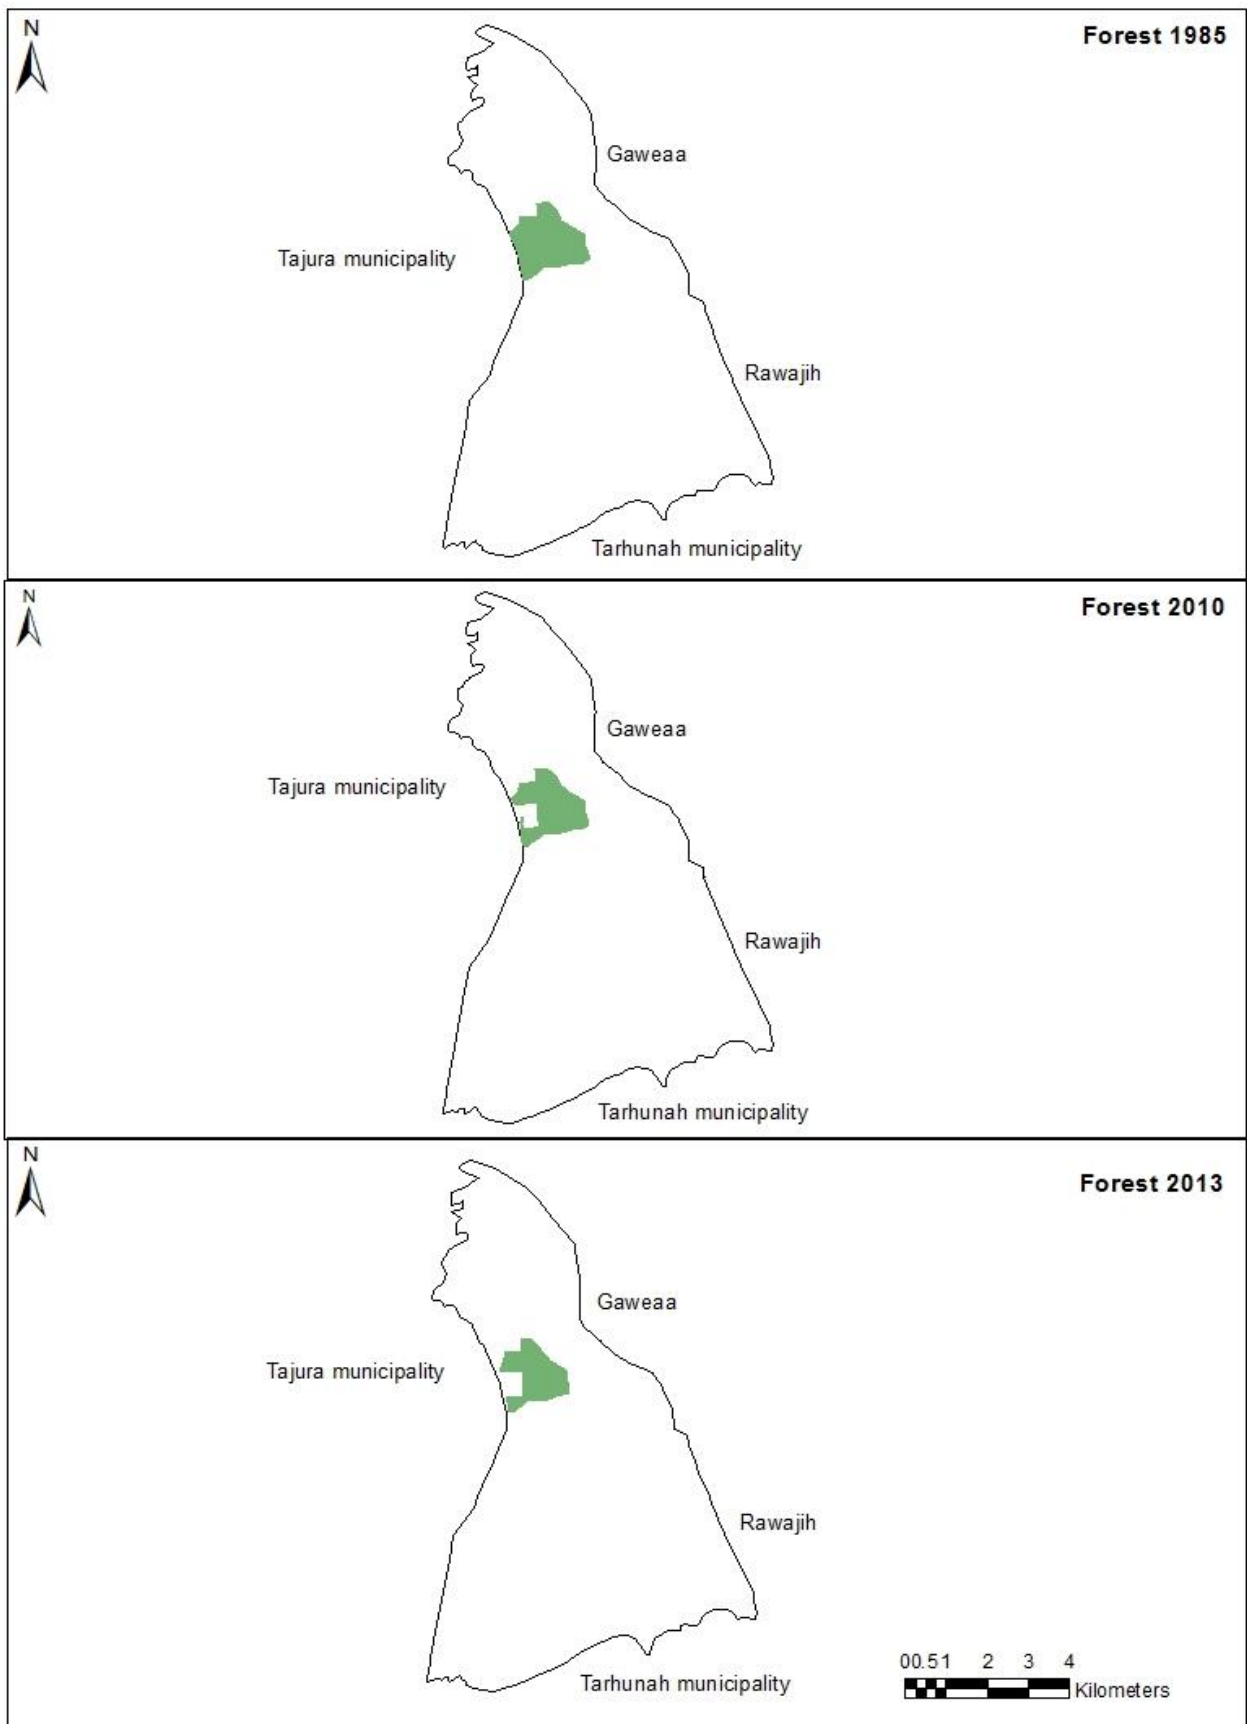 N
Forest 1985
Gaweaa
Tajura municipality
Rawajih
Tarhunah municipality
N
Forest 2010
Gaweaa
Tajura municipality
Rawajih
Tarhunah municipality
N
Forest 2013
Gaweaa
Tajura municipality
Rawajih
00.51 2 3 4
Kilometers
Tarhunah municipality